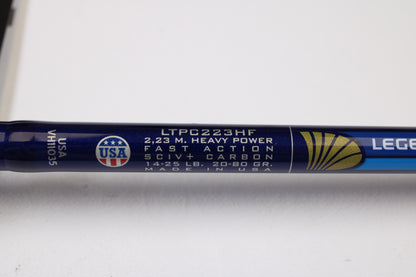 USA
VH11035
USA
LTPC223HF
2,23 M. HEAVY POWER
FAST ACTION
SCIV+ CARBON
14-25 LB. 20-80 GR.
MADE IN USA
LEGE